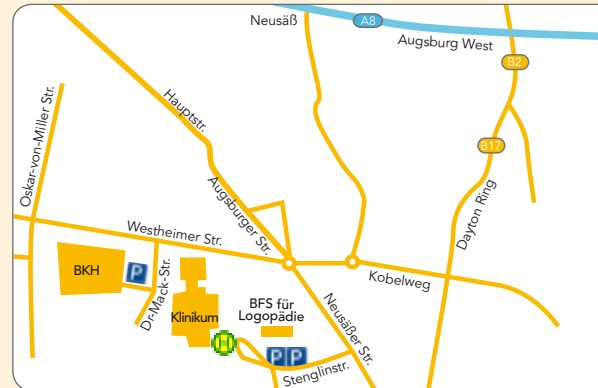 Neusäß
A8
Augsburg West
B2
Hauptstr.
Oskar-von-Miller Str.
B17
Augsburger Str.
Dayton Ring
Westheimer Str.
BKH
P
Dr-Mack-Str.
Kobelweg
Klinikum
BFS für
Logopädie
Neusäßer Str.
H
P P
Stenglinstr.